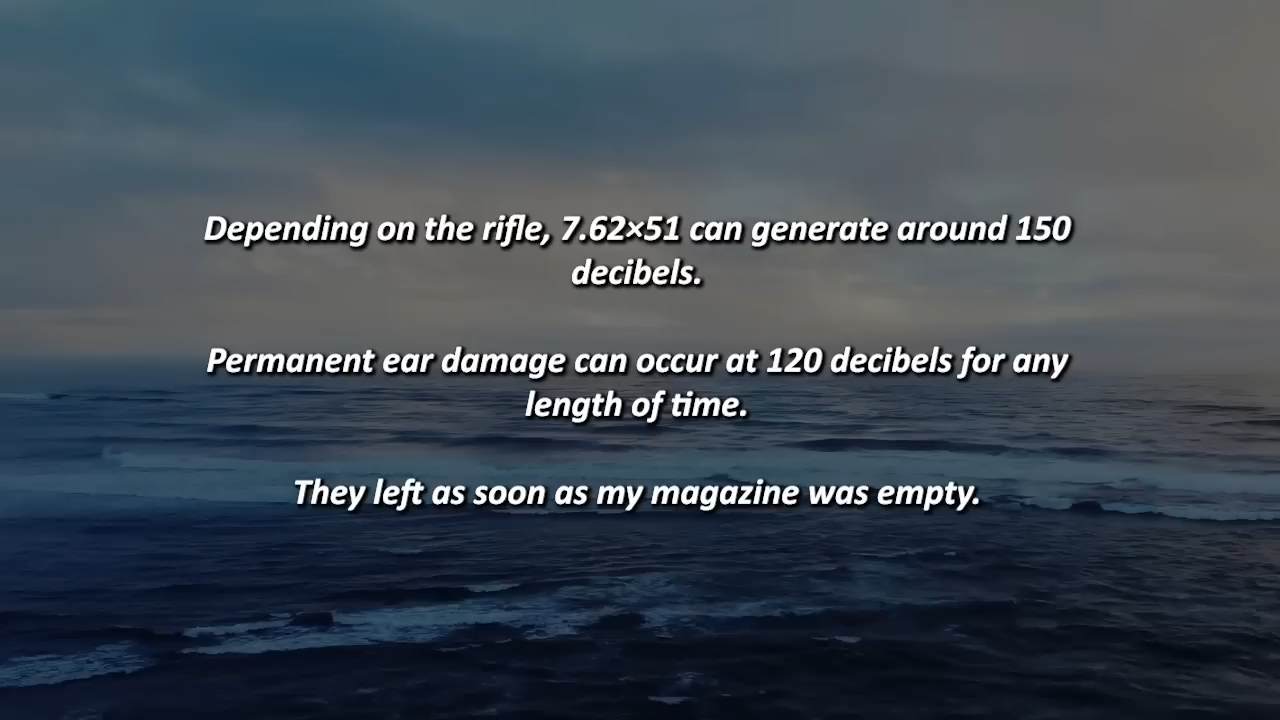 Depending on the rifle, 7.62×51 can generate around 150
decibels.
Permanent ear damage can occur at 120 decibels for any
length of time.
They left as soon as my magazine was empty.